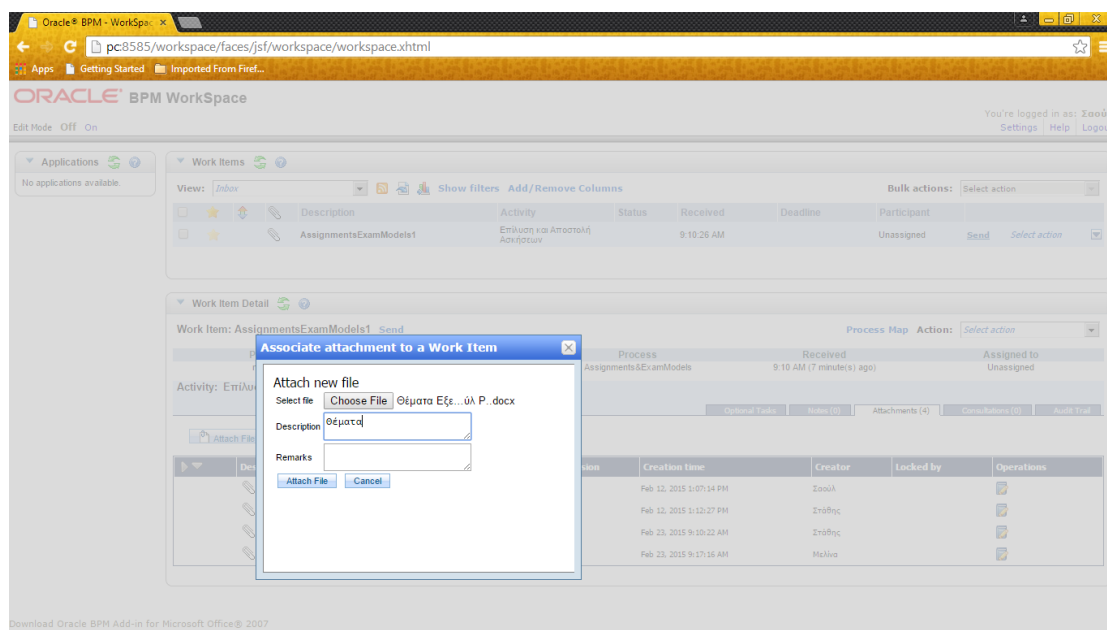 Oracle® BPM - WorkSpac ×
pc:8585/workspace/faces/jsf/workspace/workspace.xhtml
Apps Getting Started Imported From Firef...
ORACLE BPM WorkSpace
You're logged in as: Σαού
Edit Mode Off On
Settings Help Logou
Applications
Work Items
No applications available.
View: Inbox Show filters Add/Remove Columns Bulk actions: Select action
Description Activity Status Received Deadline Participant
AssignmentsExamModels1 Επίλυση και Αποστολή Ασκήσεων 9:10:26 AM Unassigned Send Select action
Work Item Detail
Work Item: AssignmentsExamModels1 Send Process Map Action: Select action
Process Received Assigned to
Assignments&ExamModels 9:10 AM (7 minute(s) ago) Unassigned
Activity: Επίλυ
Optional Tasks Notes (0) Attachments (4) Consultations (0) Audit Trail
Attach File
Des sion Creation time Creator Locked by Operations
Feb 12, 2015 1:07:14 PM Σαούλ
Feb 12, 2015 1:12:27 PM Στάθης
Feb 23, 2015 9:10:22 AM Στάθης
Feb 23, 2015 9:17:16 AM Μελίνα
Associate attachment to a Work Item
Attach new file
Select file Choose File Θέματα Εξε...ύλ Ρ..docx
Description Θέματα
Remarks
Attach File Cancel
Download Oracle BPM Add-in for Microsoft Office® 2007